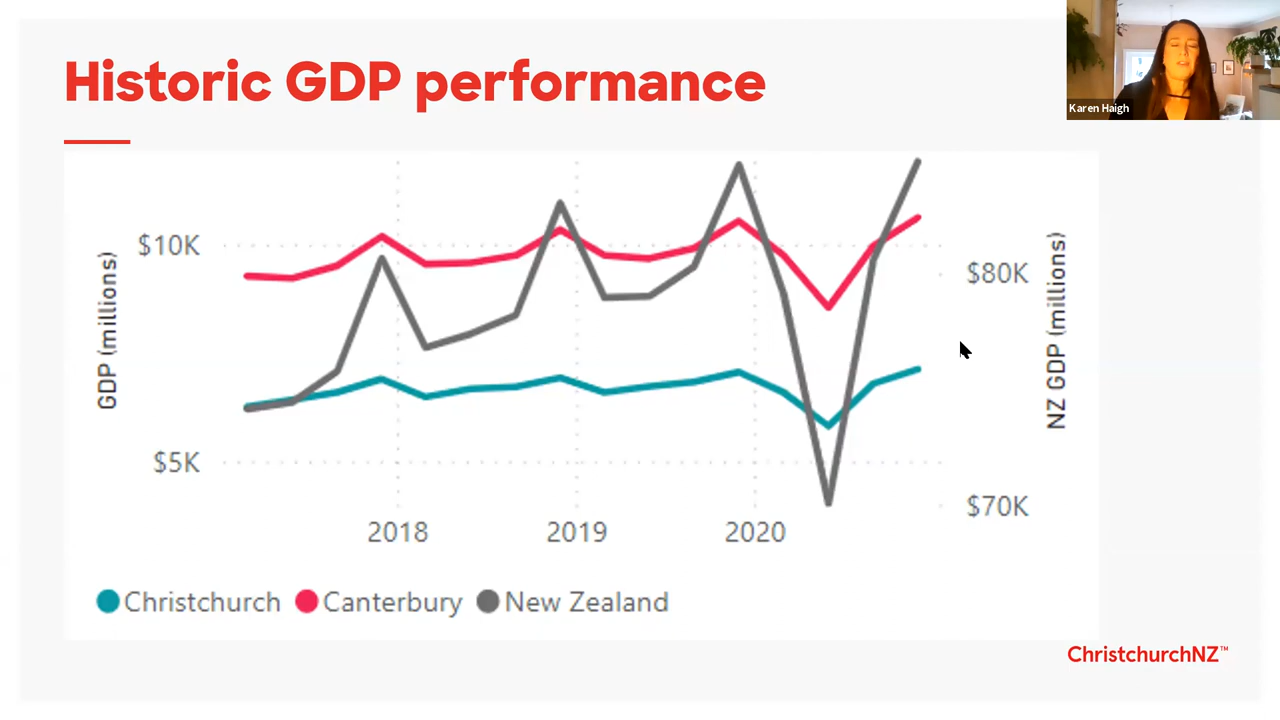 Historic GDP performance
Karen Haigh
GDP (millions)
$10K
$5K
$80K
$70K
NZ GDP (millions)
2018 2019 2020
Christchurch Canterbury New Zealand
ChristchurchNZ™